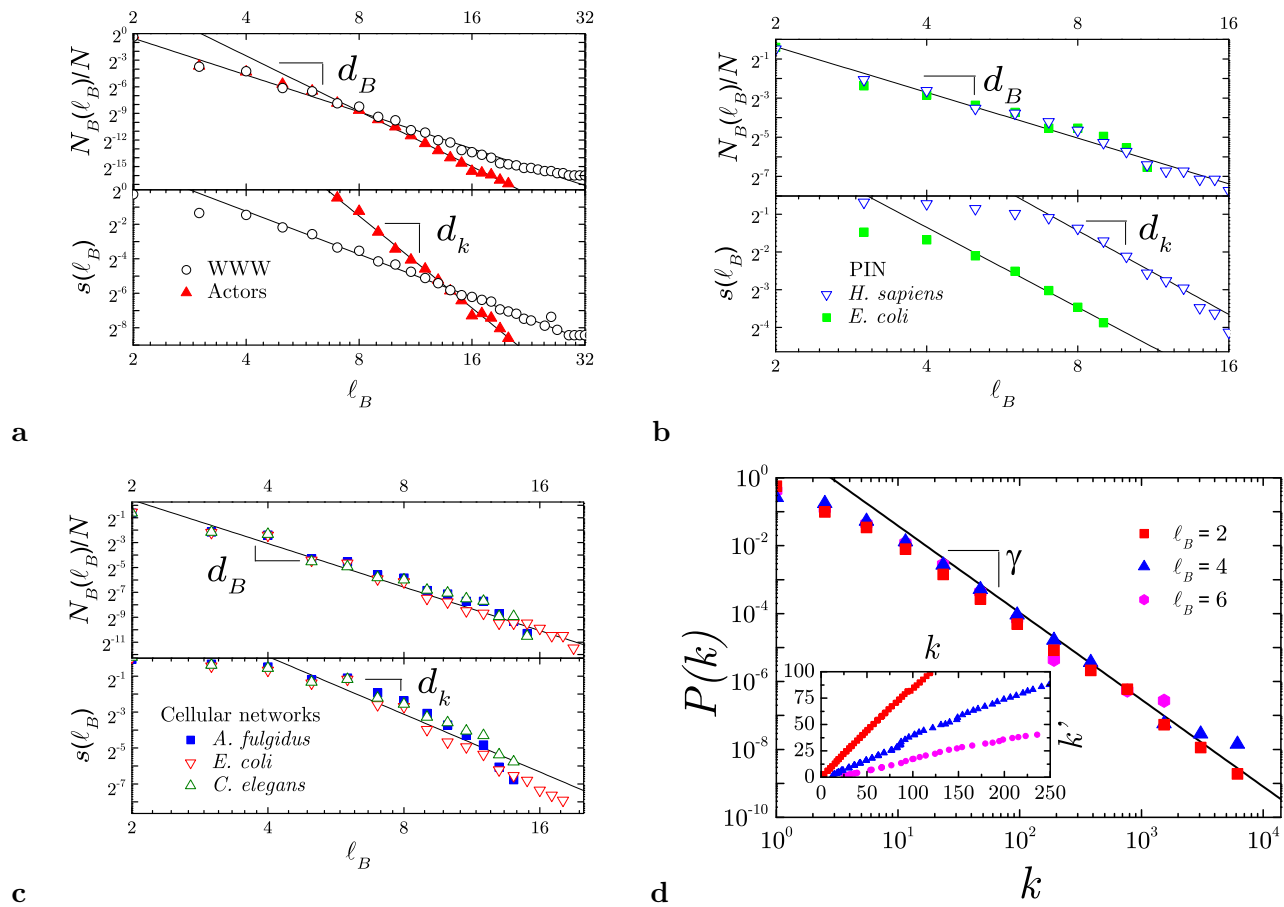 2 4 8 16 32
2^0
2^-3
2^-6
2^-9
2^-12
2^-15
N_B(ℓ_B)/N
d_B
2^0
2^0
2^-2
2^-4
2^-6
2^-8
s(ℓ_B)
d_k
WWW
Actors
2 4 8 16 32
ℓ_B
a
2 4 8 16
2^-1
2^-3
2^-5
2^-7
N_B(ℓ_B)/N
d_B
2^-1
2^-2
2^-3
2^-4
s(ℓ_B)
d_k
PIN
H. sapiens
E. coli
2 4 8 16
ℓ_B
b
2 4 8 16
2^-1
2^-3
2^-5
2^-7
2^-9
2^-11
N_B(ℓ_B)/N
d_B
2^-1
2^-3
2^-5
2^-7
s(ℓ_B)
d_k
Cellular networks
A. fulgidus
E. coli
C. elegans
2 4 8 16
ℓ_B
c
10^0
10^-2
10^-4
10^-6
10^-8
10^-10
P(k)
γ
ℓ_B = 2
ℓ_B = 4
ℓ_B = 6
k
100
75
50
25
0
k'
0 50 100 150 200 250
10^0 10^1 10^2 10^3 10^4
k
d